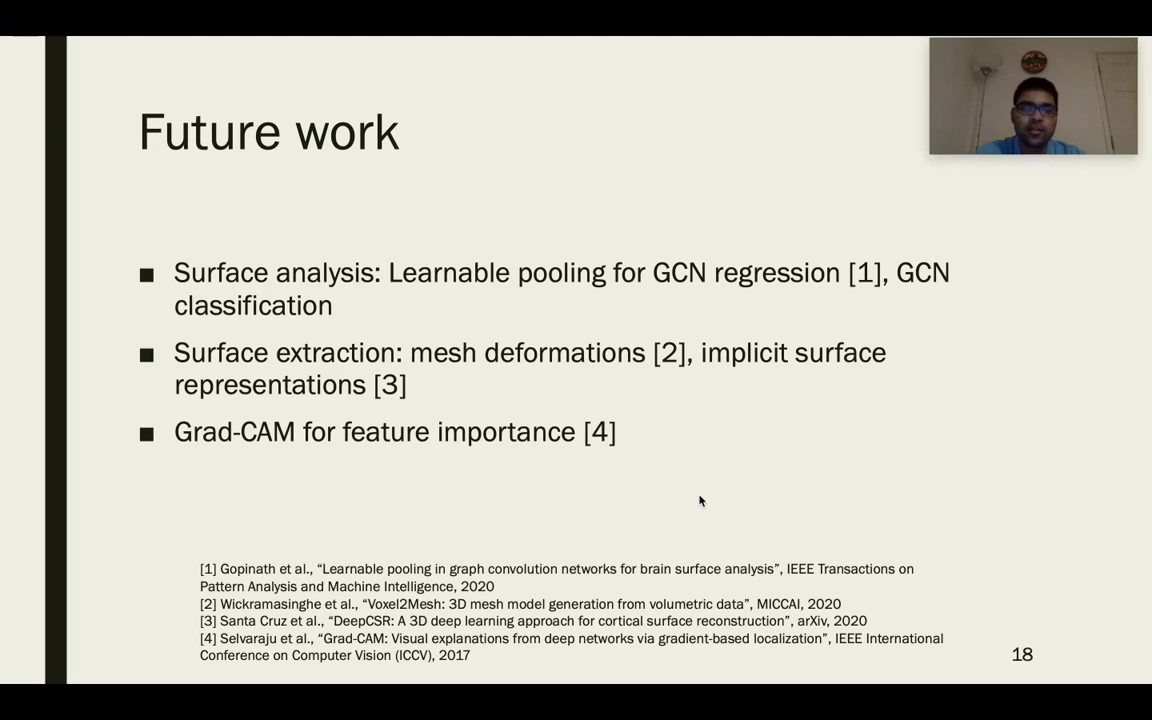 Future work
■ Surface analysis: Learnable pooling for GCN regression [1], GCN
classification
■ Surface extraction: mesh deformations [2], implicit surface
representations [3]
■ Grad-CAM for feature importance [4]
[1] Gopinath et al., “Learnable pooling in graph convolution networks for brain surface analysis”, IEEE Transactions on
Pattern Analysis and Machine Intelligence, 2020
[2] Wickramasinghe et al., “Voxel2Mesh: 3D mesh model generation from volumetric data”, MICCAI, 2020
[3] Santa Cruz et al., “DeepCSR: A 3D deep learning approach for cortical surface reconstruction”, arXiv, 2020
[4] Selvaraju et al., “Grad-CAM: Visual explanations from deep networks via gradient-based localization”, IEEE International
Conference on Computer Vision (ICCV), 2017
18